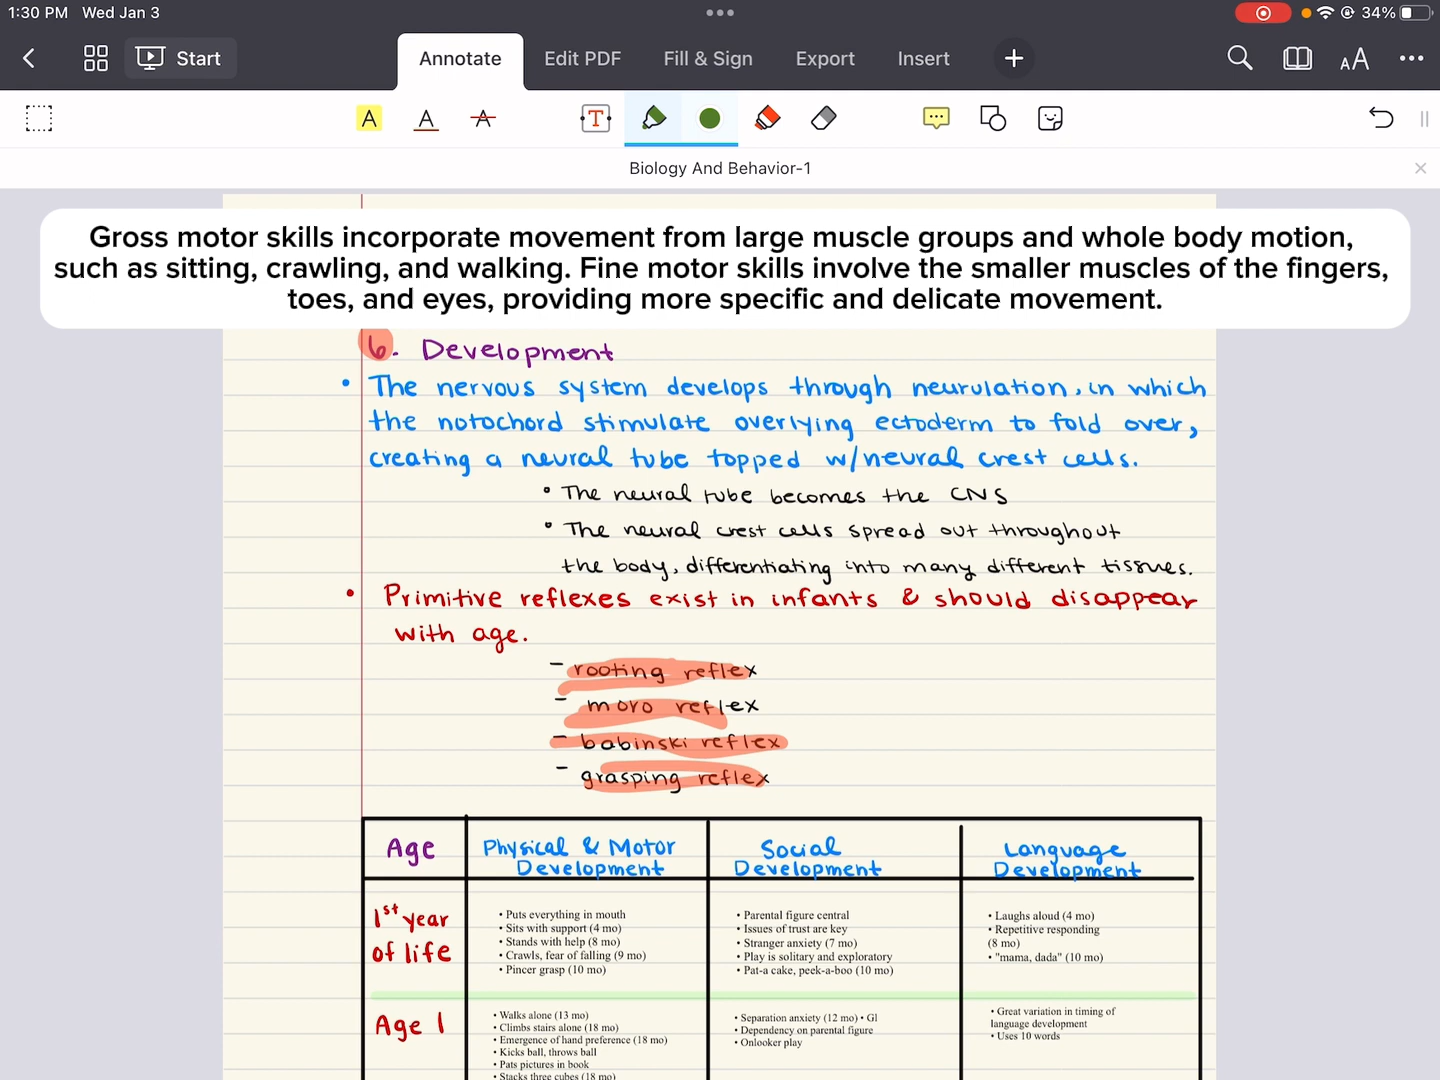 1:30 PM Wed Jan 3
34%
Start
Annotate
Edit PDF
Fill & Sign
Export
Insert
Biology And Behavior-1
Gross motor skills incorporate movement from large muscle groups and whole body motion,
such as sitting, crawling, and walking. Fine motor skills involve the smaller muscles of the fingers,
toes, and eyes, providing more specific and delicate movement.
6. Development
• The nervous system develops through neurulation, in which
the notochord stimulate overlying ectoderm to fold over,
creating a neural tube topped w/neural crest cells.
• The neural tube becomes the CNS
• The neural crest cells spread out throughout
the body, differentiating into many different tissues.
• Primitive reflexes exist in infants & should disappear
with age.
- rooting reflex
- moro reflex
- babinski reflex
- grasping reflex
Age
Physical & Motor
Development
Social
Development
Language
Development
1st year
of life
• Puts everything in mouth
• Sits with support (4 mo)
• Stands with help (8 mo)
• Crawls, fear of falling (9 mo)
• Pincer grasp (10 mo)
• Parental figure central
• Issues of trust are key
• Stranger anxiety (7 mo)
• Play is solitary and exploratory
• Pat-a cake, peek-a-boo (10 mo)
• Laughs aloud (4 mo)
• Repetitive responding
(8 mo)
• "mama, dada" (10 mo)
Age 1
• Walks alone (13 mo)
• Climbs stairs alone (18 mo)
• Emergence of hand preference (18 mo)
• Kicks ball, throws ball
• Pats pictures in book
• Stacks three cubes (18 mo)
• Separation anxiety (12 mo) • Gl
• Dependency on parental figure
• Onlooker play
• Great variation in timing of
language development
• Uses 10 words